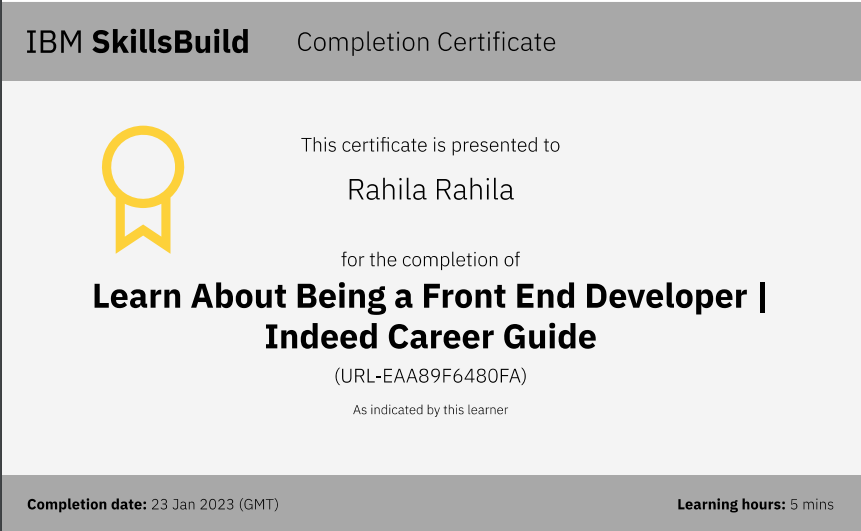 IBM SkillsBuild Completion Certificate
This certificate is presented to
Rahila Rahila
for the completion of
Learn About Being a Front End Developer |
Indeed Career Guide
(URL-EAA89F6480FA)
As indicated by this learner
Completion date: 23 Jan 2023 (GMT) Learning hours: 5 mins